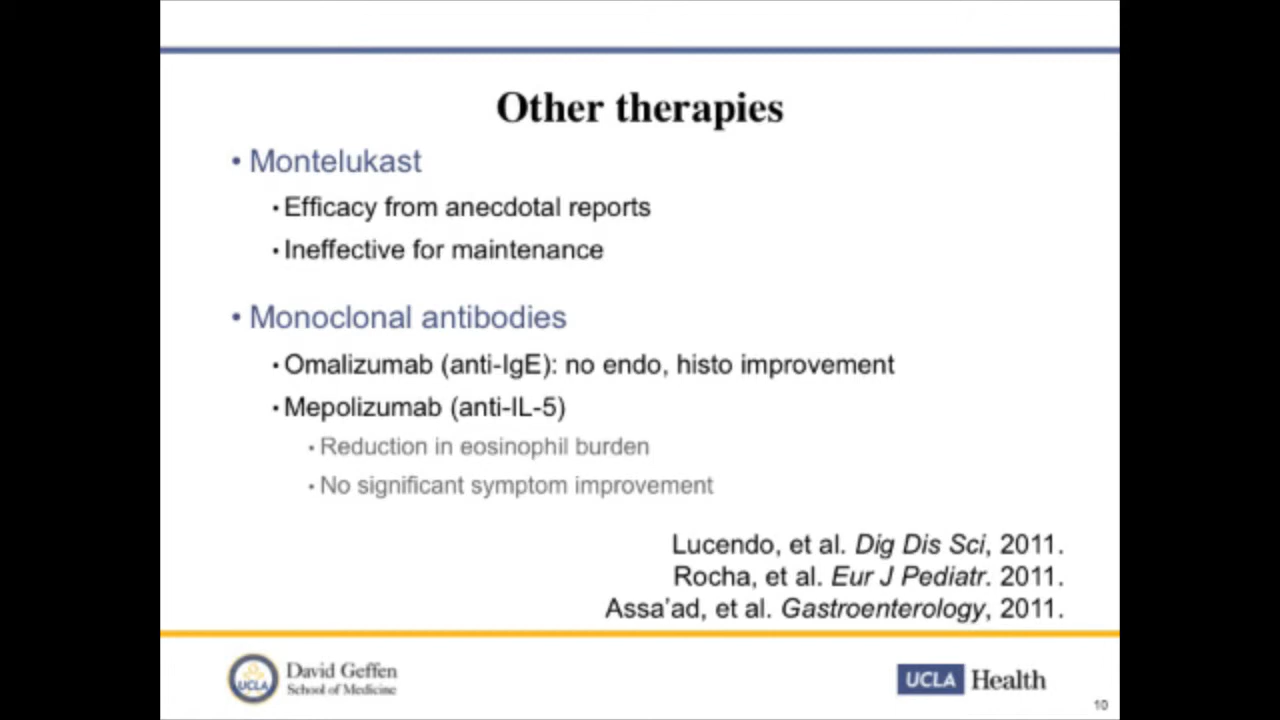 Other therapies
• Montelukast
• Efficacy from anecdotal reports
• Ineffective for maintenance
• Monoclonal antibodies
• Omalizumab (anti-IgE): no endo, histo improvement
• Mepolizumab (anti-IL-5)
• Reduction in eosinophil burden
• No significant symptom improvement
Lucendo, et al. Dig Dis Sci, 2011.
Rocha, et al. Eur J Pediatr. 2011.
Assa’ad, et al. Gastroenterology, 2011.
UCLA
David Geffen
School of Medicine
UCLA Health
10